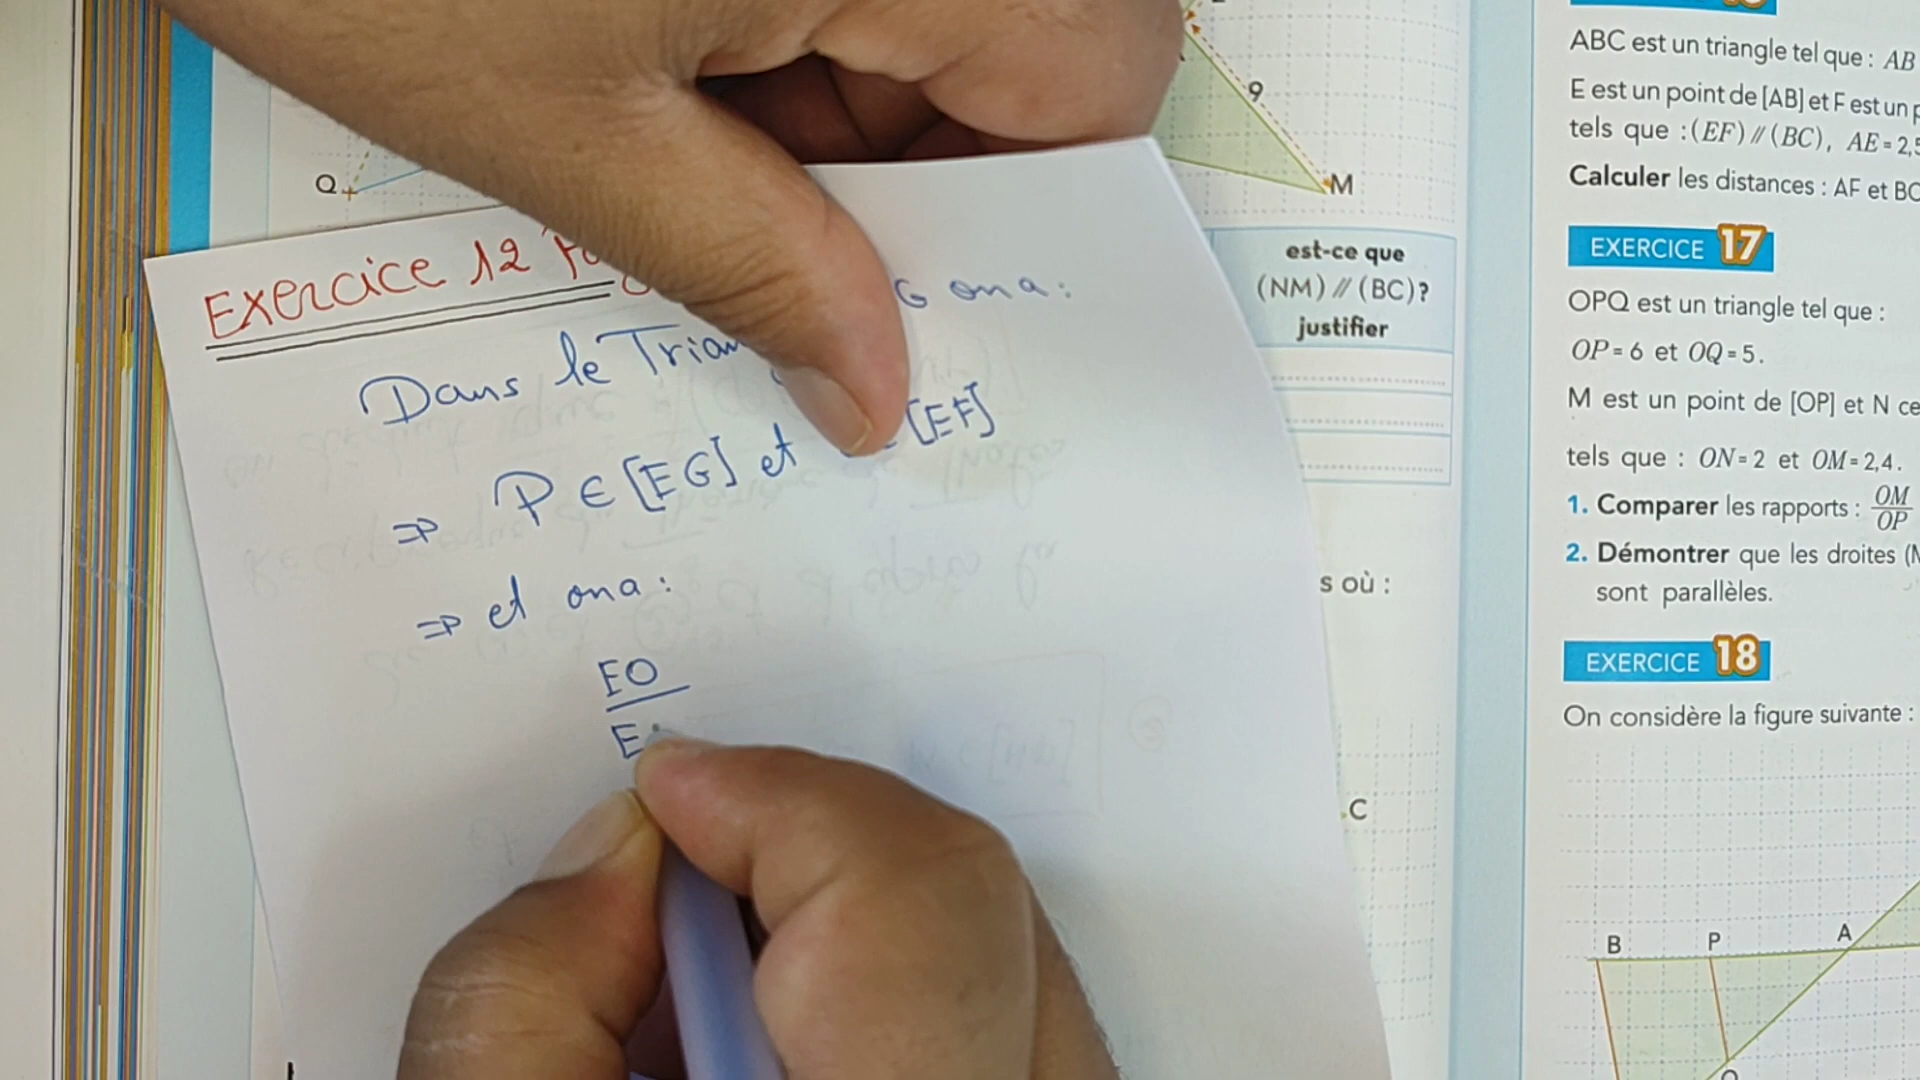 Q
9
M
Exercice 12
Dans le Trian G ona:
⇒ P ∈ [EG] et [EF]
⇒ et ona:
EO
E
est-ce que
(NM) // (BC)?
justifier
s où :
C
ABC est un triangle tel que : AB
E est un point de [AB] et F est un p
tels que : (EF) // (BC), AE = 2,5
Calculer les distances : AF et BC
EXERCICE 17
OPQ est un triangle tel que :
OP = 6 et OQ = 5.
M est un point de [OP] et N ce
tels que : ON = 2 et OM = 2,4.
1. Comparer les rapports : OM/OP
2. Démontrer que les droites (M
sont parallèles.
EXERCICE 18
On considère la figure suivante :
B P A